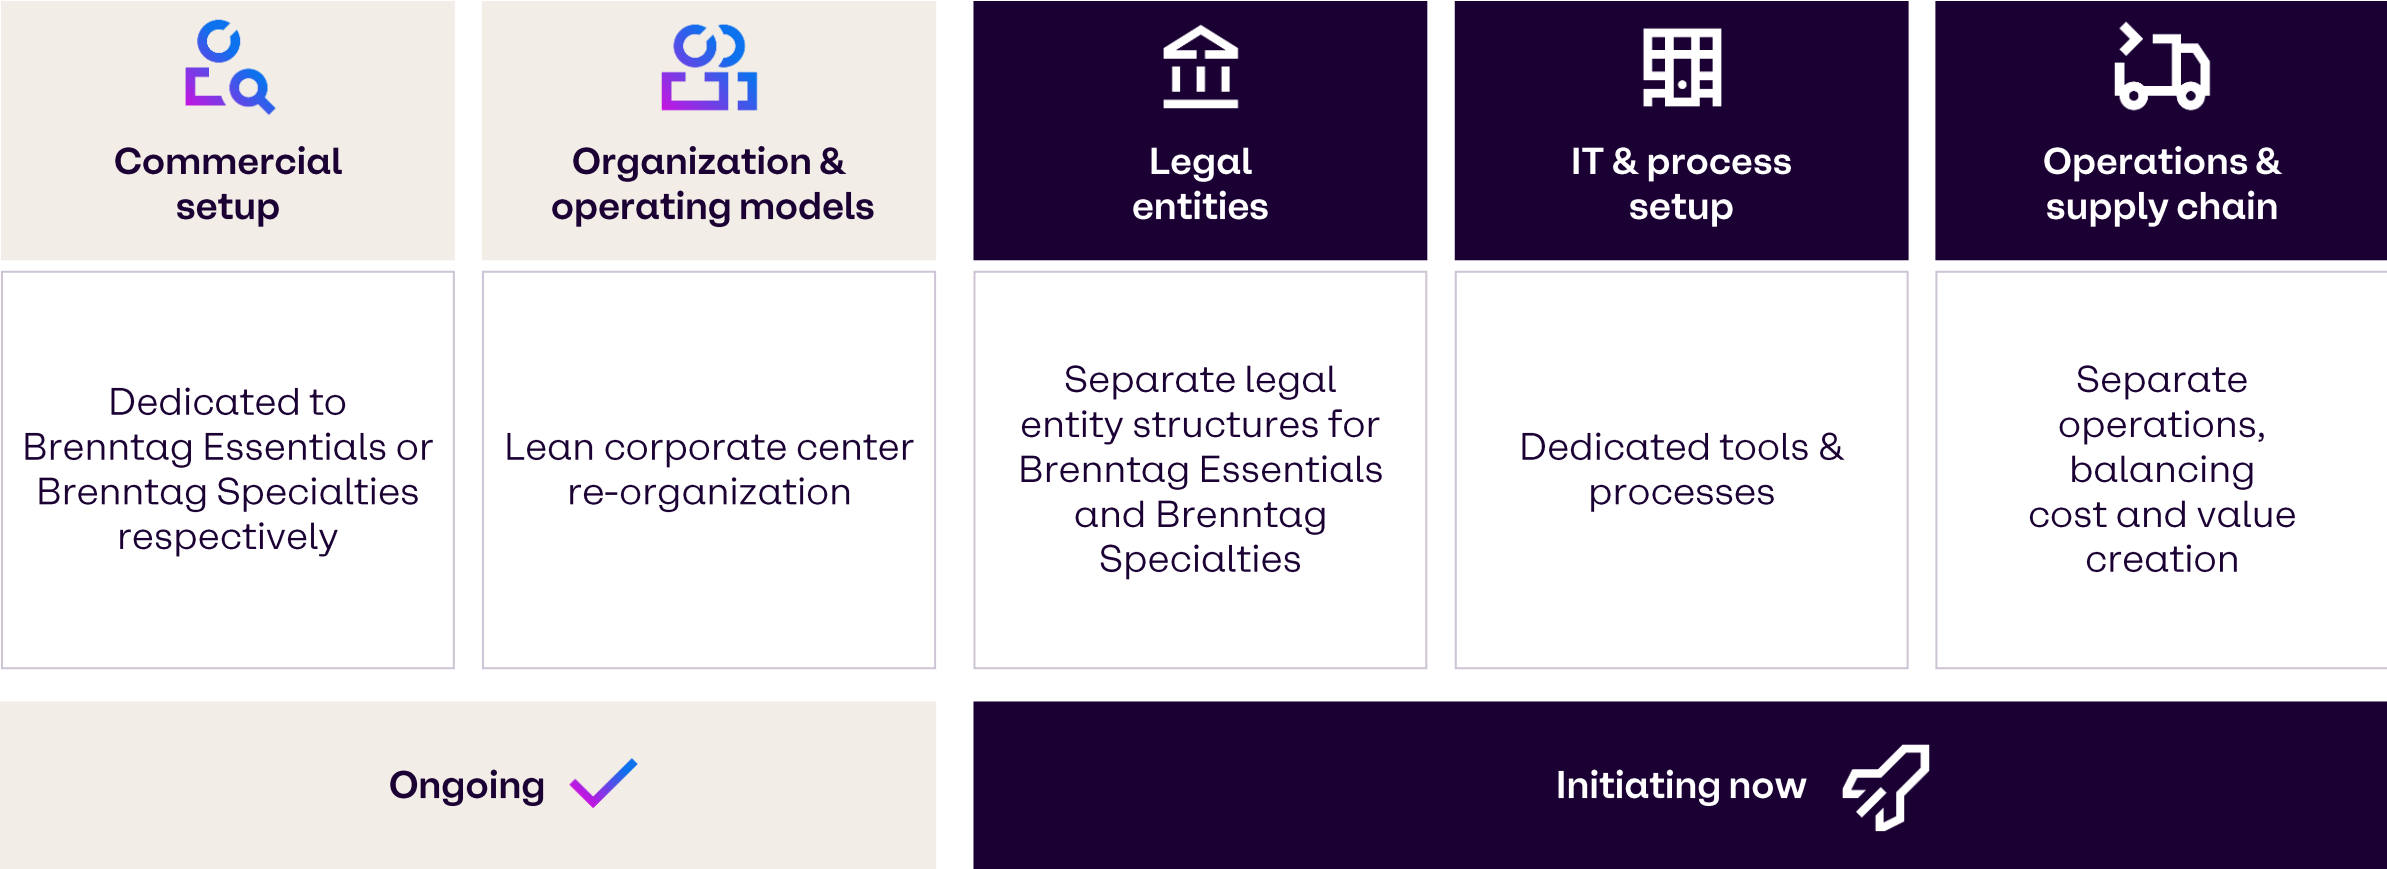 Commercial
setup
Organization &
operating models
Legal
entities
IT & process
setup
Operations &
supply chain
Dedicated to
Brenntag Essentials or
Brenntag Specialties
respectively
Lean corporate center
re-organization
Separate legal
entity structures for
Brenntag Essentials
and Brenntag
Specialties
Dedicated tools &
processes
Separate
operations,
balancing
cost and value
creation
Ongoing
Initiating now